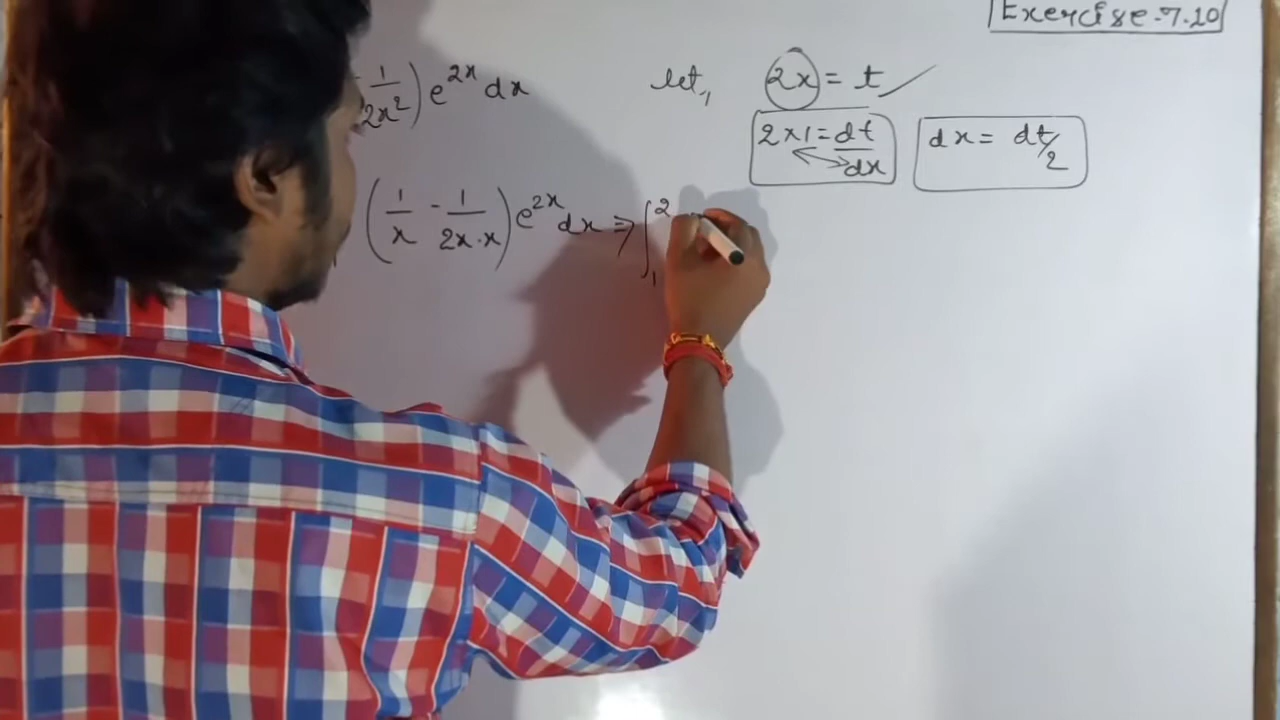 Exercise-7.10
- 1/2x²) e^2x dx
let, 2x = t
2×1 = dt/dx
dx = dt/2
(1/x - 1/2x·x) e^2x dx ⇒ ∫₁²